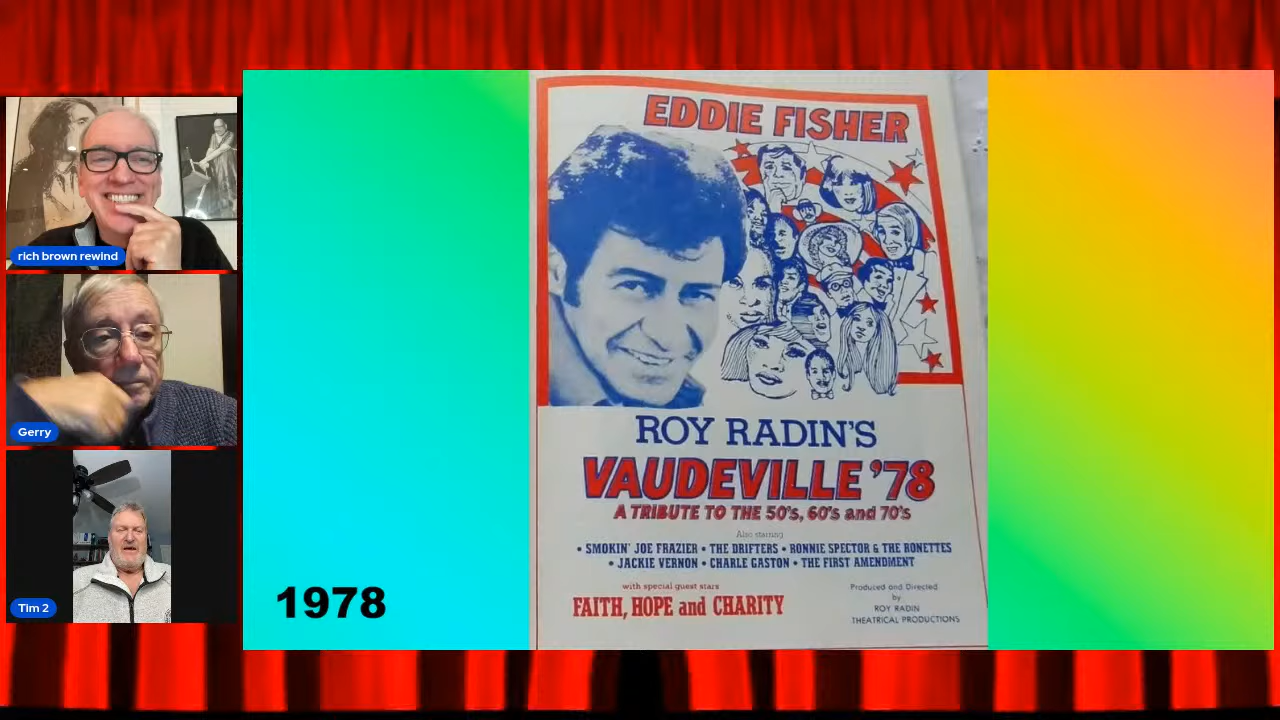 rich brown rewind
Gerry
Tim 2
1978
EDDIE FISHER
ROY RADIN'S
VAUDEVILLE '78
A TRIBUTE TO THE 50's, 60's and 70's
Also starring
• SMOKIN' JOE FRAZIER • THE DRIFTERS • RONNIE SPECTOR & THE RONETTES
• JACKIE VERNON • CHARLE GASTON • THE FIRST AMENDMENT
with special guest stars
FAITH, HOPE and CHARITY
Produced and Directed
by
ROY RADIN
THEATRICAL PRODUCTIONS